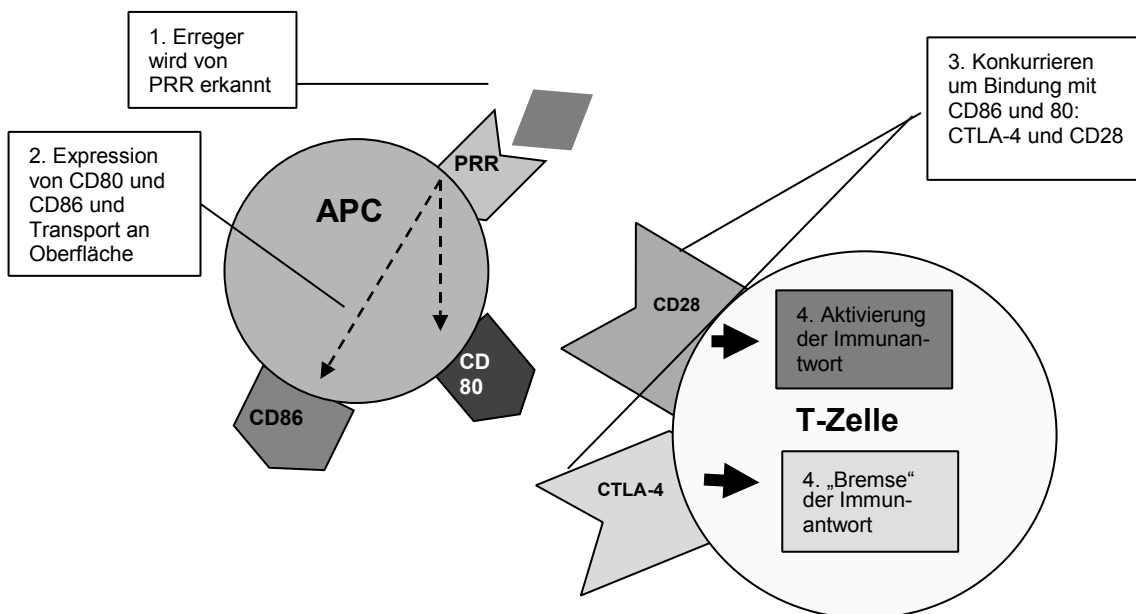 1. Erreger
wird von
PRR erkannt
2. Expression
von CD80 und
CD86 und
Transport an
Oberfläche
3. Konkurrieren
um Bindung mit
CD86 und 80:
CTLA-4 und CD28
PRR
APC
CD86
CD
80
CD28
CTLA-4
4. Aktivierung
der Immunan-
twort
T-Zelle
4. „Bremse“
der Immun-
antwort